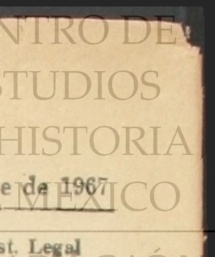 NTRO DE
STUDIOS
HISTORIA
e de 1967
MÉXICO
st. Legal